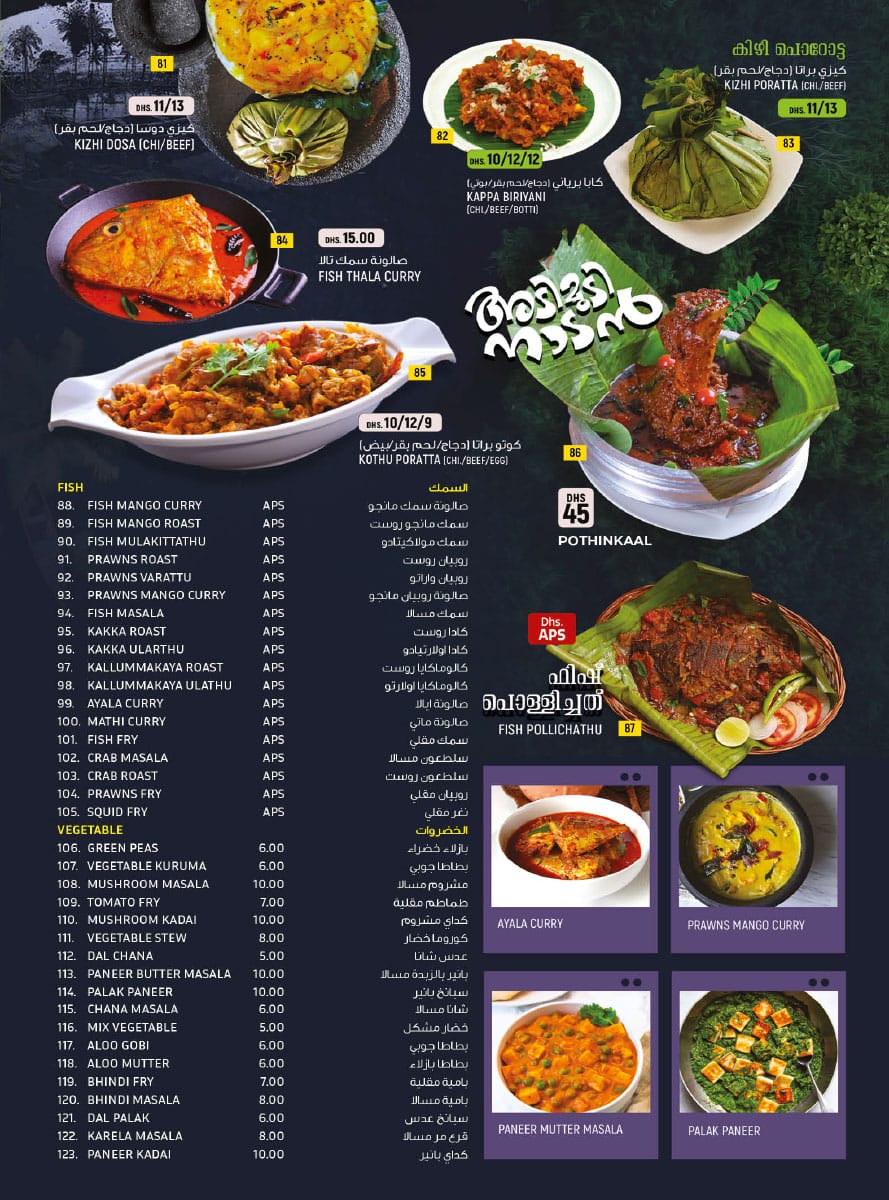 81
DHS. 11/13
كيزي دوسا (دجاج/لحم بقر)
KIZHI DOSA (CHI/BEEF)
82
DHS. 10/12/12
كابا برياني (دجاج/لحم بقر/بوتي)
KAPPA BIRIYANI
(CHI./BEEF/BOTTI)
കിഴി പൊറോട്ട
كيزي براتا (دجاج/لحم بقر)
KIZHI PORATTA (CHI./BEEF)
DHS. 11/13
83
84
DHS. 15.00
صالونة سمك تالا
FISH THALA CURRY
അടിമുടി
നാടൻ
85
DHS. 10/12/9
كوتو براتا (دجاج/لحم بقر/بيض)
KOTHU PORATTA (CHI./BEEF/EGG)
86
DHS
45
POTHINKAAL
Dhs.
APS
ഫിഷ്
പൊള്ളിച്ചത്
FISH POLLICHATHU
87
FISH السمك
88. FISH MANGO CURRY APS صالونة سمك مانجو
89. FISH MANGO ROAST APS سمك مانجو روست
90. FISH MULAKITTATHU APS سمك مولاكيتادو
91. PRAWNS ROAST APS روبيان روست
92. PRAWNS VARATTU APS روبيان واراتو
93. PRAWNS MANGO CURRY APS صالونة روبيان مانجو
94. FISH MASALA APS سمك مسالا
95. KAKKA ROAST APS كادا روست
96. KAKKA ULARTHU APS كادا اولارتيادو
97. KALLUMMAKAYA ROAST APS كالوماكايا روست
98. KALLUMMAKAYA ULATHU APS كالوماكايا اولارتو
99. AYALA CURRY APS صالونة ايالا
100. MATHI CURRY APS صالونة ماتي
101. FISH FRY APS سمك مقلي
102. CRAB MASALA APS سلطعون مسالا
103. CRAB ROAST APS سلطعون روست
104. PRAWNS FRY APS روبيان مقلي
105. SQUID FRY APS نغر مقلي
VEGETABLE الخضروات
106. GREEN PEAS 6.00 بازلاء خضراء
107. VEGETABLE KURUMA 6.00 بطاطا جوبي
108. MUSHROOM MASALA 10.00 مشروم مسالا
109. TOMATO FRY 7.00 طماطم مقلية
110. MUSHROOM KADAI 10.00 كداي مشروم
111. VEGETABLE STEW 8.00 كوروما خضار
112. DAL CHANA 5.00 عدس شانا
113. PANEER BUTTER MASALA 10.00 بانير بالزبدة مسالا
114. PALAK PANEER 10.00 سبانخ بانير
115. CHANA MASALA 6.00 شانا مسالا
116. MIX VEGETABLE 5.00 خضار مشكل
117. ALOO GOBI 6.00 بطاطا جوبي
118. ALOO MUTTER 6.00 بطاطا بازلاء
119. BHINDI FRY 7.00 بامية مقلية
120. BHINDI MASALA 8.00 بامية مسالا
121. DAL PALAK 6.00 سبانخ عدس
122. KARELA MASALA 8.00 قرع مر مسالا
123. PANEER KADAI 10.00 كداي بانير
AYALA CURRY
PRAWNS MANGO CURRY
PANEER MUTTER MASALA
PALAK PANEER